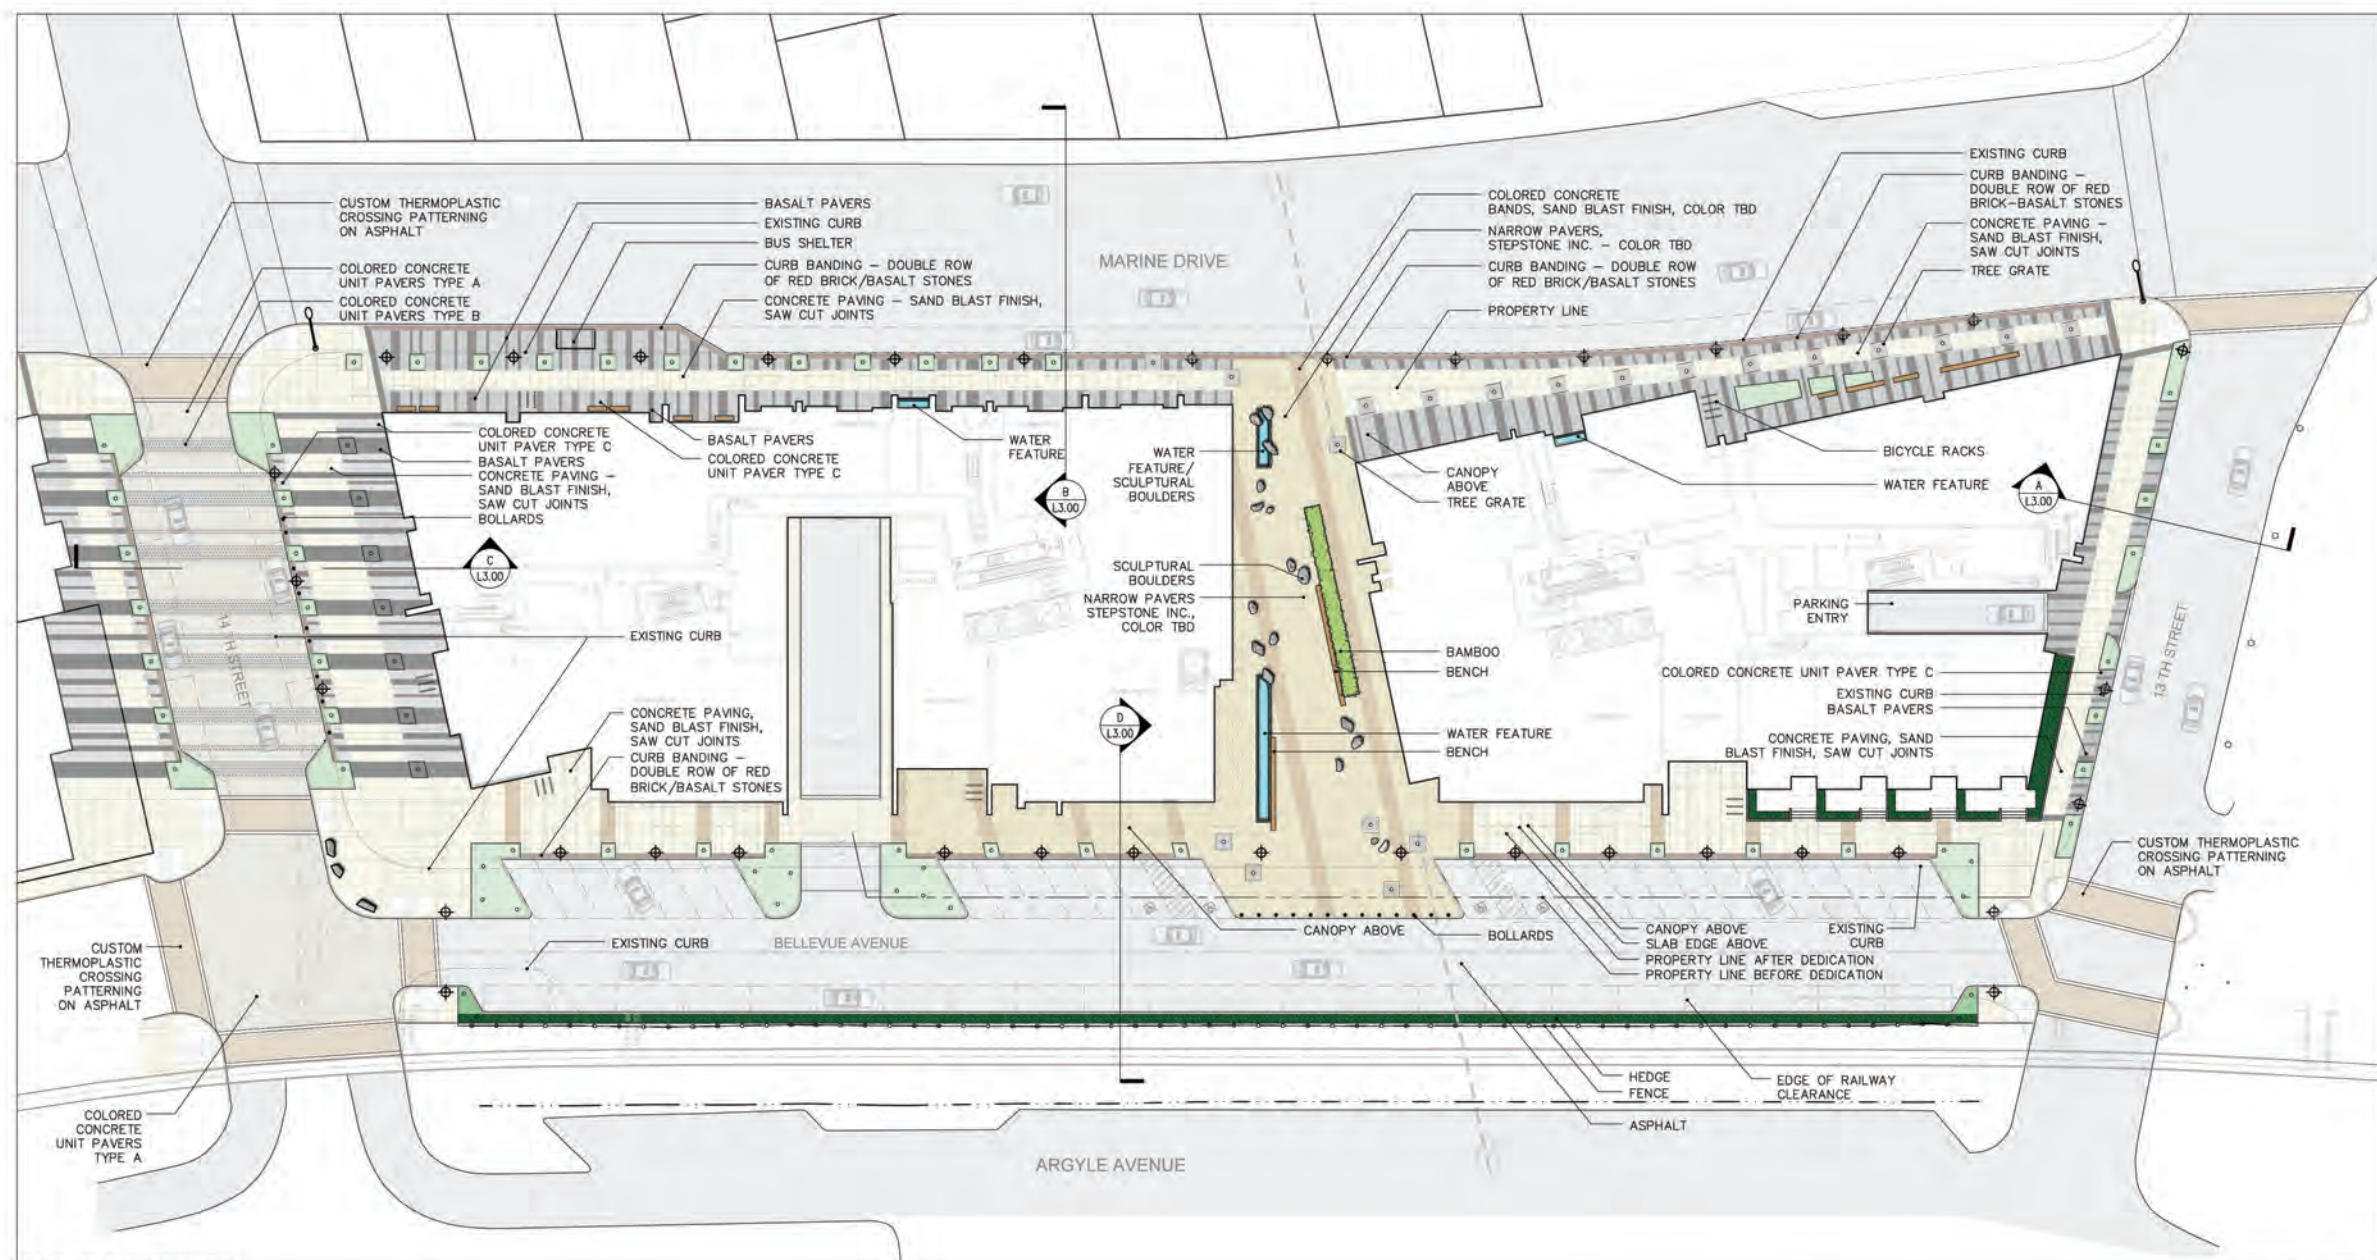 CUSTOM THERMOPLASTIC
CROSSING PATTERNING
ON ASPHALT
COLORED CONCRETE
UNIT PAVERS TYPE A
COLORED CONCRETE
UNIT PAVERS TYPE B
BASALT PAVERS
EXISTING CURB
BUS SHELTER
CURB BANDING – DOUBLE ROW
OF RED BRICK/BASALT STONES
CONCRETE PAVING – SAND BLAST FINISH,
SAW CUT JOINTS
MARINE DRIVE
COLORED CONCRETE
BANDS, SAND BLAST FINISH, COLOR TBD
NARROW PAVERS,
STEPSTONE INC. – COLOR TBD
CURB BANDING – DOUBLE ROW
OF RED BRICK/BASALT STONES
PROPERTY LINE
EXISTING CURB
CURB BANDING –
DOUBLE ROW OF RED
BRICK-BASALT STONES
CONCRETE PAVING –
SAND BLAST FINISH,
SAW CUT JOINTS
TREE GRATE
COLORED CONCRETE
UNIT PAVER TYPE C
BASALT PAVERS
CONCRETE PAVING –
SAND BLAST FINISH,
SAW CUT JOINTS
BOLLARDS
BASALT PAVERS
COLORED CONCRETE
UNIT PAVER TYPE C
WATER
FEATURE
WATER
FEATURE/
SCULPTURAL
BOULDERS
CANOPY
ABOVE
TREE GRATE
BICYCLE RACKS
WATER FEATURE
B
L3.00
A
L3.00
C
L3.00
SCULPTURAL
BOULDERS
NARROW PAVERS
STEPSTONE INC.,
COLOR TBD
PARKING
ENTRY
14 TH STREET
EXISTING CURB
BAMBOO
BENCH
COLORED CONCRETE UNIT PAVER TYPE C
EXISTING CURB
BASALT PAVERS
13 TH STREET
CONCRETE PAVING,
SAND BLAST FINISH,
SAW CUT JOINTS
CURB BANDING –
DOUBLE ROW OF RED
BRICK/BASALT STONES
D
L3.00
WATER FEATURE
BENCH
CONCRETE PAVING, SAND
BLAST FINISH, SAW CUT JOINTS
CUSTOM THERMOPLASTIC
CROSSING PATTERNING
ON ASPHALT
CUSTOM
THERMOPLASTIC
CROSSING
PATTERNING
ON ASPHALT
EXISTING CURB
BELLEVUE AVENUE
CANOPY ABOVE
BOLLARDS
CANOPY ABOVE
SLAB EDGE ABOVE
PROPERTY LINE AFTER DEDICATION
PROPERTY LINE BEFORE DEDICATION
EXISTING
CURB
COLORED
CONCRETE
UNIT PAVERS
TYPE A
HEDGE
FENCE
EDGE OF RAILWAY
CLEARANCE
ASPHALT
ARGYLE AVENUE